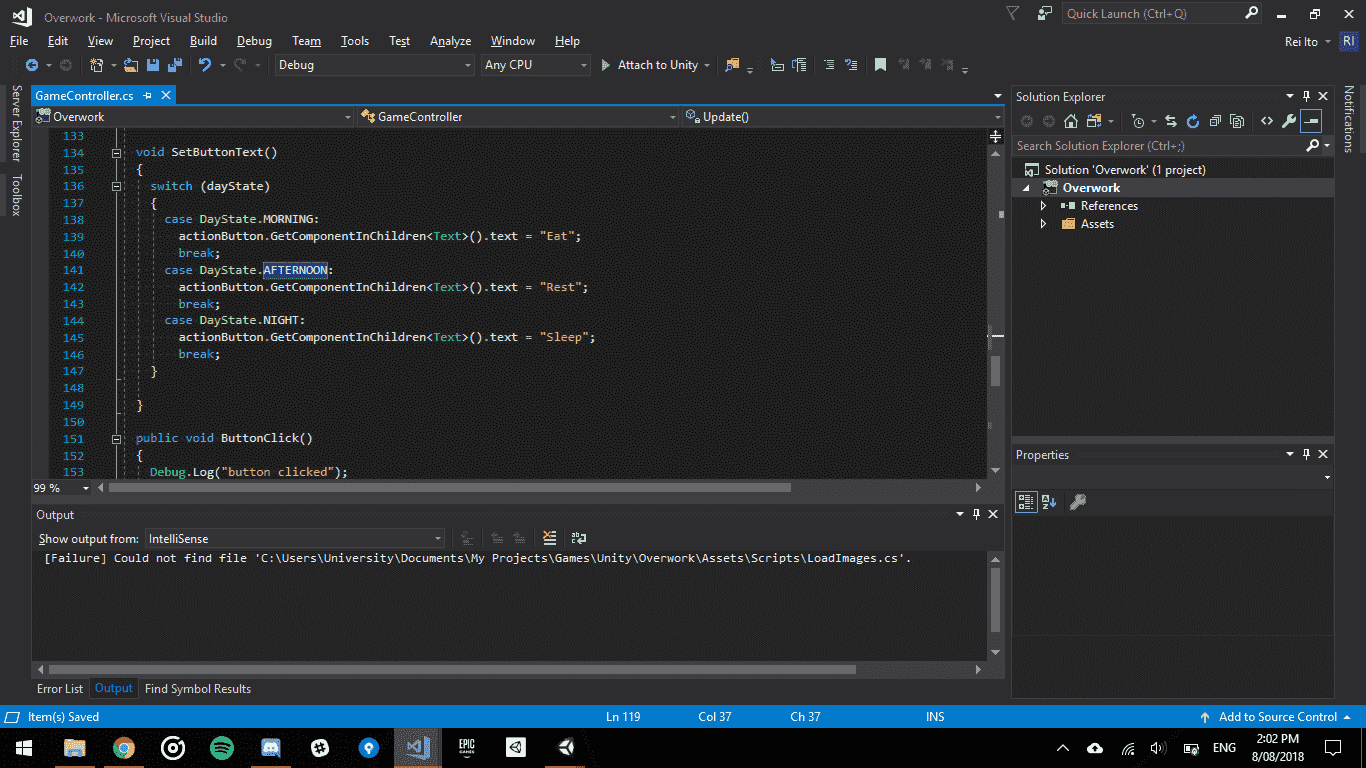 Overwork - Microsoft Visual Studio
Quick Launch (Ctrl+Q)
File Edit View Project Build Debug Team Tools Test Analyze Window Help
Rei Ito RI
Debug Any CPU Attach to Unity
Server Explorer
Toolbox
GameController.cs
Overwork GameController Update()
133
134 void SetButtonText()
135 {
136 switch (dayState)
137 {
138 case DayState.MORNING:
139 actionButton.GetComponentInChildren<Text>().text = "Eat";
140 break;
141 case DayState.AFTERNOON:
142 actionButton.GetComponentInChildren<Text>().text = "Rest";
143 break;
144 case DayState.NIGHT:
145 actionButton.GetComponentInChildren<Text>().text = "Sleep";
146 break;
147 }
148
149 }
150
151 public void ButtonClick()
152 {
153 Debug.Log("button clicked");
99 %
Output
Show output from: IntelliSense
[Failure] Could not find file 'C:\Users\University\Documents\My Projects\Games\Unity\Overwork\Assets\Scripts\LoadImages.cs'.
Error List Output Find Symbol Results
Solution Explorer
Search Solution Explorer (Ctrl+;)
Solution 'Overwork' (1 project)
Overwork
References
Assets
Properties
Notifications
Item(s) Saved Ln 119 Col 37 Ch 37 INS Add to Source Control
EPIC GAMES
ENG
2:02 PM
8/08/2018